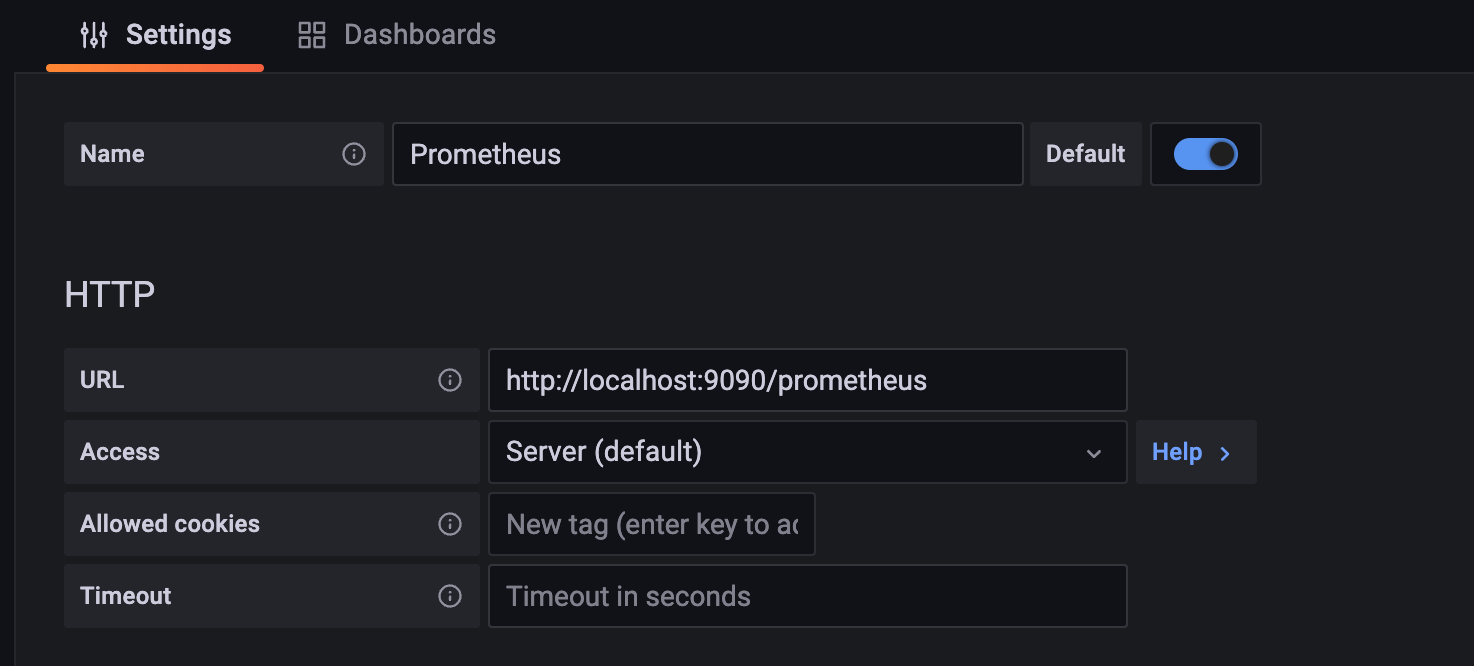 Settings Dashboards
Name Prometheus Default
HTTP
URL http://localhost:9090/prometheus
Access Server (default) Help
Allowed cookies New tag (enter key to
Timeout Timeout in seconds